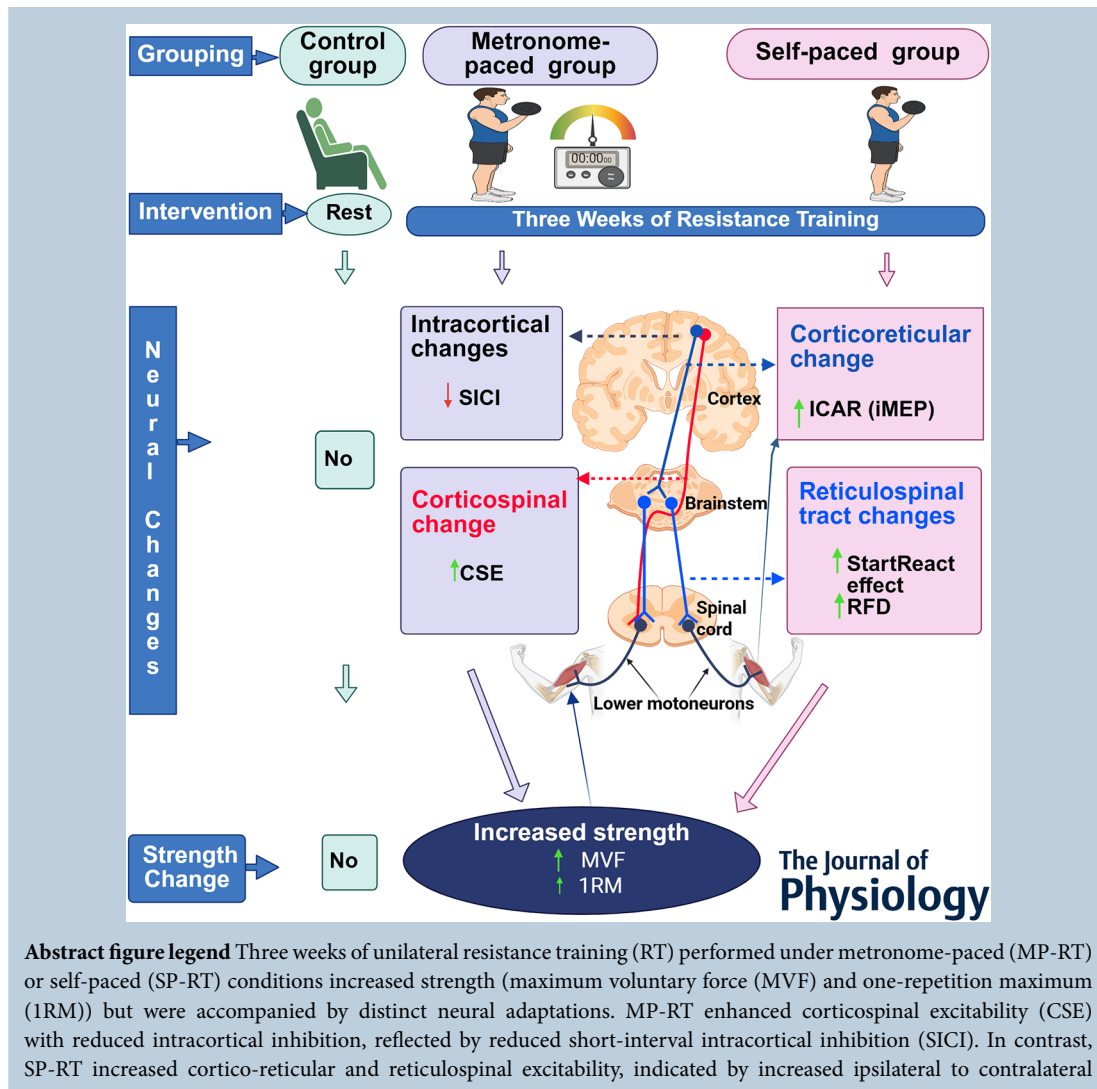 Grouping
Control
group
Metronome-
paced group
Self-paced group
00:00:00
Intervention
Rest
Three Weeks of Resistance Training
Neural Changes
No
Intracortical
changes
↓ SICI
Corticospinal
change
↑CSE
Cortex
Brainstem
Spinal
cord
Lower motoneurons
Corticoreticular
change
↑ ICAR (iMEP)
Reticulospinal
tract changes
↑ StartReact
effect
↑ RFD
Strength
Change
No
Increased strength
↑ MVF
↑ 1RM
The Journal of
Physiology
Abstract figure legend Three weeks of unilateral resistance training (RT) performed under metronome-paced (MP-RT)
or self-paced (SP-RT) conditions increased strength (maximum voluntary force (MVF) and one-repetition maximum
(1RM)) but were accompanied by distinct neural adaptations. MP-RT enhanced corticospinal excitability (CSE)
with reduced intracortical inhibition, reflected by reduced short-interval intracortical inhibition (SICI). In contrast,
SP-RT increased cortico-reticular and reticulospinal excitability, indicated by increased ipsilateral to contralateral